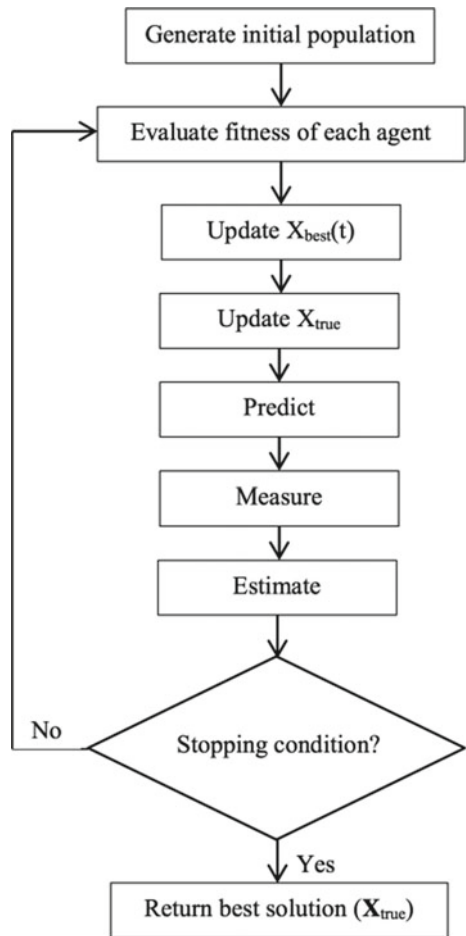 Generate initial population
Evaluate fitness of each agent
Update Xbest(t)
Update Xtrue
Predict
Measure
Estimate
Stopping condition?
No
Yes
Return best solution (Xtrue)